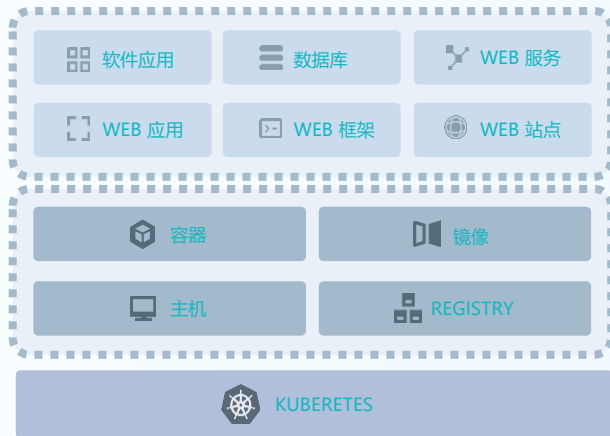 软件应用
数据库
WEB 服务
WEB 应用
WEB 框架
WEB 站点
容器
镜像
主机
REGISTRY
KUBERETES